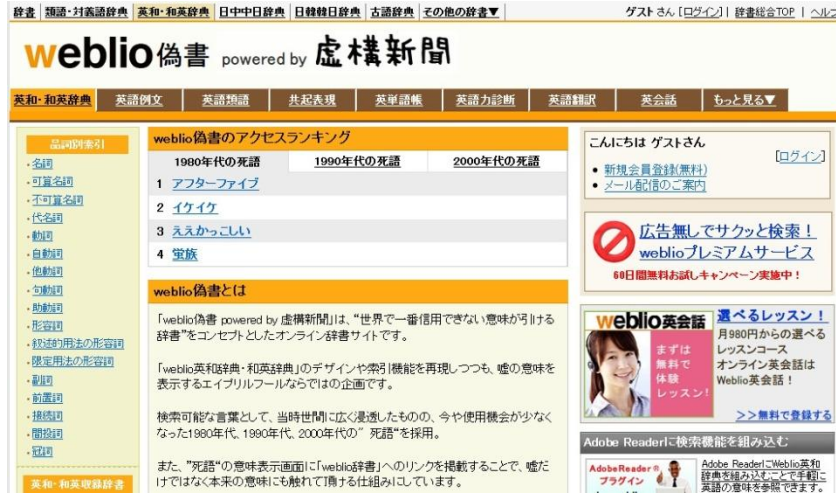 辞書 類語・対義語辞典 英和・和英辞典 日中中日辞典 日韓韓日辞典 古語辞典 その他の辞書▼ ゲスト さん [ログイン] | 辞書総合TOP | ヘルプ
weblio偽書 powered by 虚構新聞
英和・和英辞典 英語例文 英語類語 共起表現 英単語帳 英語力診断 英語翻訳 英会話 もっと見る▼
品詞別索引
・名詞
・可算名詞
・不可算名詞
・代名詞
・動詞
・自動詞
・他動詞
・句動詞
・助動詞
・形容詞
・叙述的用法の形容詞
・限定用法の形容詞
・副詞
・前置詞
・接続詞
・間投詞
・冠詞
英和・和英収録辞書
weblio偽書のアクセスランキング
1980年代の死語 1990年代の死語 2000年代の死語
1 アフターファイブ
2 イケイケ
3 ええかっこしい
4 蛍族
weblio偽書とは
「weblio偽書 powered by 虚構新聞」は、“世界で一番信用できない意味が引ける
辞書”をコンセプトとしたオンライン辞書サイトです。
「weblio英和辞典・和英辞典」のデザインや索引機能を再現しつつも、嘘の意味を
表示するエイプリルフールならではの企画です。
検索可能な言葉として、当時世間に広く浸透したものの、今や使用機会が少なく
なった1980年代、1990年代、2000年代の”死語“を採用。
また、”死語“の意味表示画面に「weblio辞書」へのリンクを掲載することで、嘘だ
けではなく本来の意味にも触れて頂ける仕組みにしています。
こんにちは ゲストさん
[ログイン]
• 新規会員登録(無料)
• メール配信のご案内
広告無しでサクッと検索!
weblioプレミアムサービス
60日間無料お試しキャンペーン実施中!
Weblio英会話
まずは
無料で
体験
レッスン!
選べるレッスン!
月980円からの選べる
レッスンコース
オンライン英会話は
Weblio英会話!
>>無料で登録する
Adobe Readerに検索機能を組み込む
Adobe Reader
プラグイン
Adobe ReaderにWeblio英和
辞典を組み込むことで手軽に
英語の意味を参照できます。